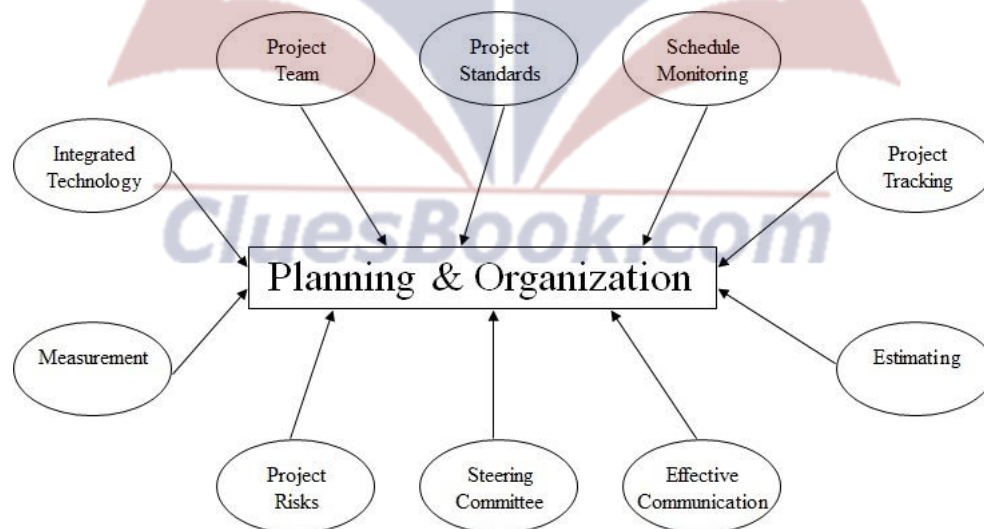 Project
Team
Project
Standards
Schedule
Monitoring
Integrated
Technology
Project
Tracking
CluesBook.com
Planning & Organization
Measurement
Estimating
Project
Risks
Steering
Committee
Effective
Communication